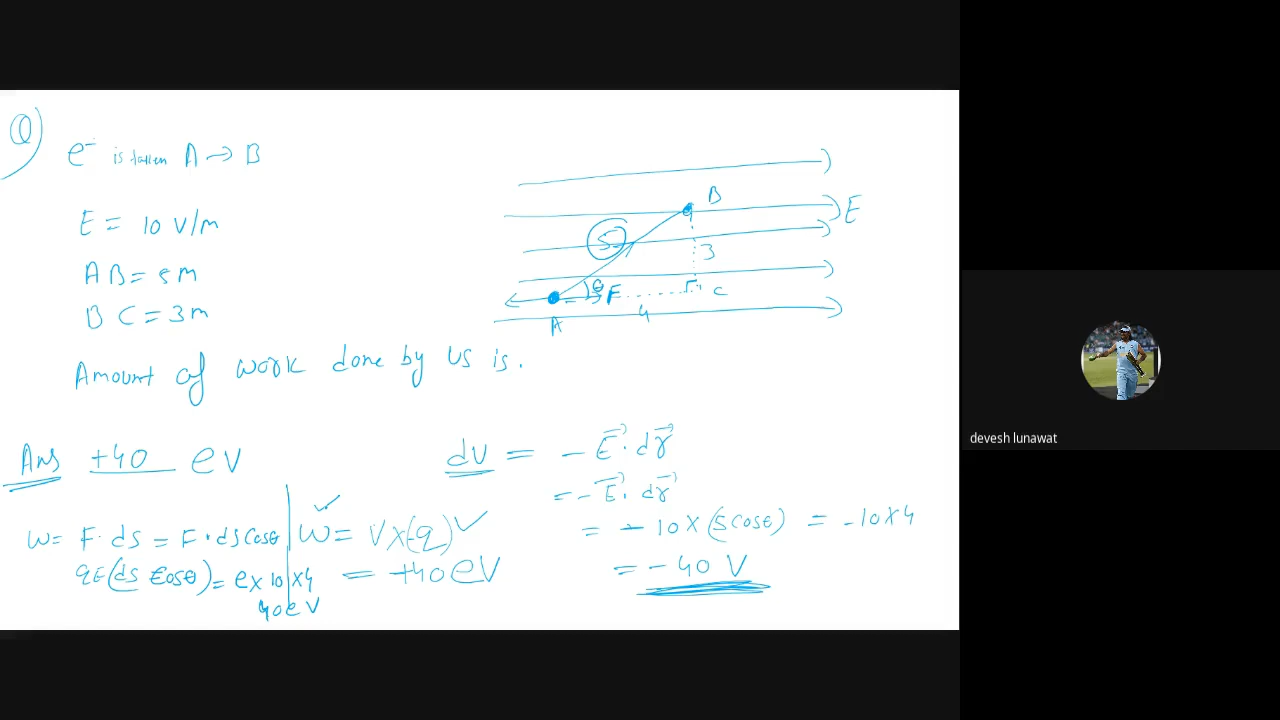 Q)
e⁻ is taken A → B
E = 10 V/m
AB = 5m
BC = 3m
Amount of work done by us is.
B
E
5
3
θ F
C
4
A
Ans +40 eV
dV = - E⃗ · dr⃗
= - E⃗ · dr⃗
= - 10 × (5cosθ) = -10×4
= - 40 V
W = F · ds = F · ds cosθ
qE(ds cosθ) = e × 10 × 4
40eV
W = V×(q)
= +40eV
devesh lunawat